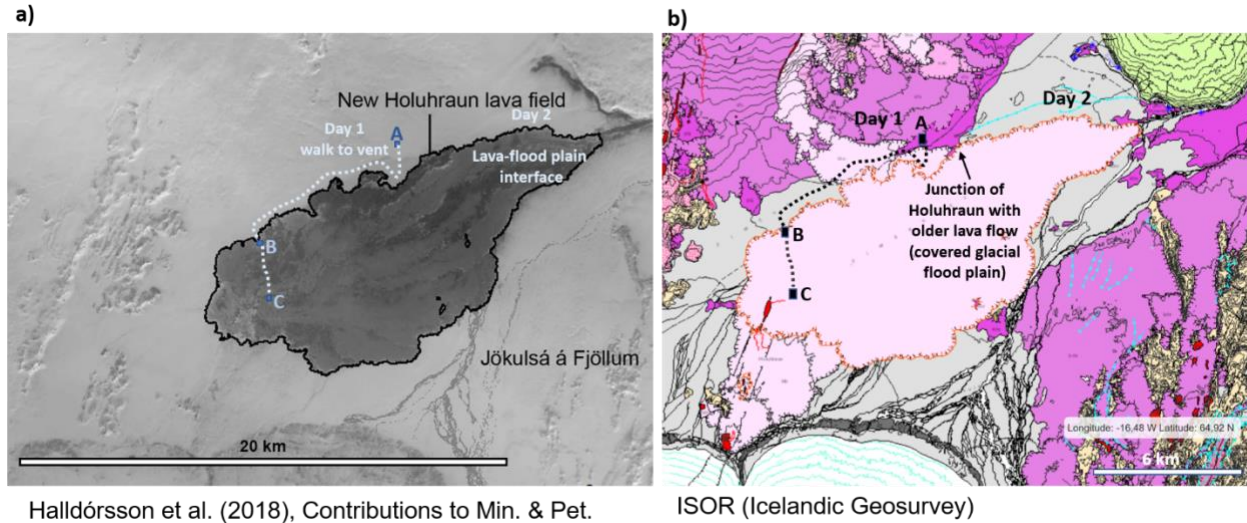 a)
New Holuhraun lava field
Day 1
walk to vent
A
Day 2
Lava-flood plain
interface
B
C
Jökulsá á Fjöllum
20 km
Halldórsson et al. (2018), Contributions to Min. & Pet.
b)
Day 2
Day 1
A
Junction of
Holuhraun with
older lava flow
(covered glacial
flood plain)
B
C
Longitude: -16,48 W Latitude: 64,92 N
6 km
ISOR (Icelandic Geosurvey)